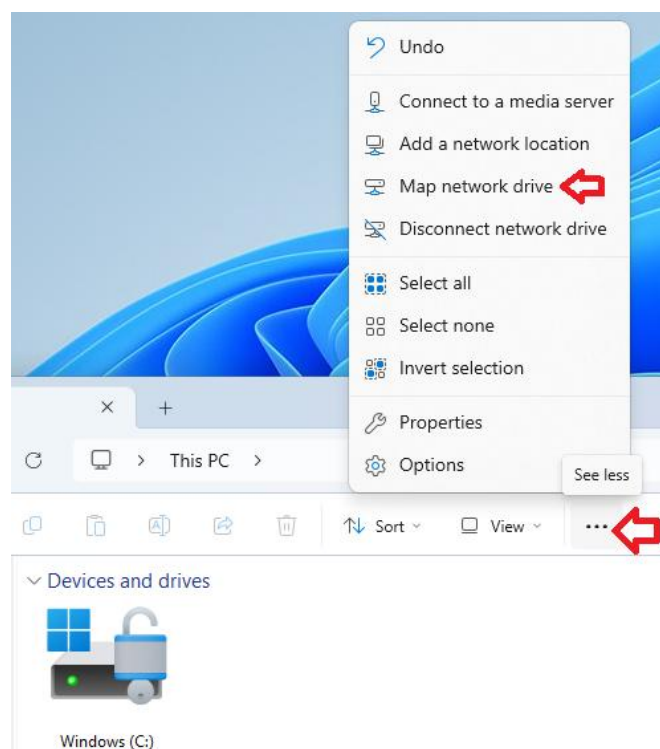 Undo
Connect to a media server
Add a network location
Map network drive
Disconnect network drive
Select all
Select none
Invert selection
Properties
Options
See less
This PC
Sort
View
Devices and drives
Windows (C:)